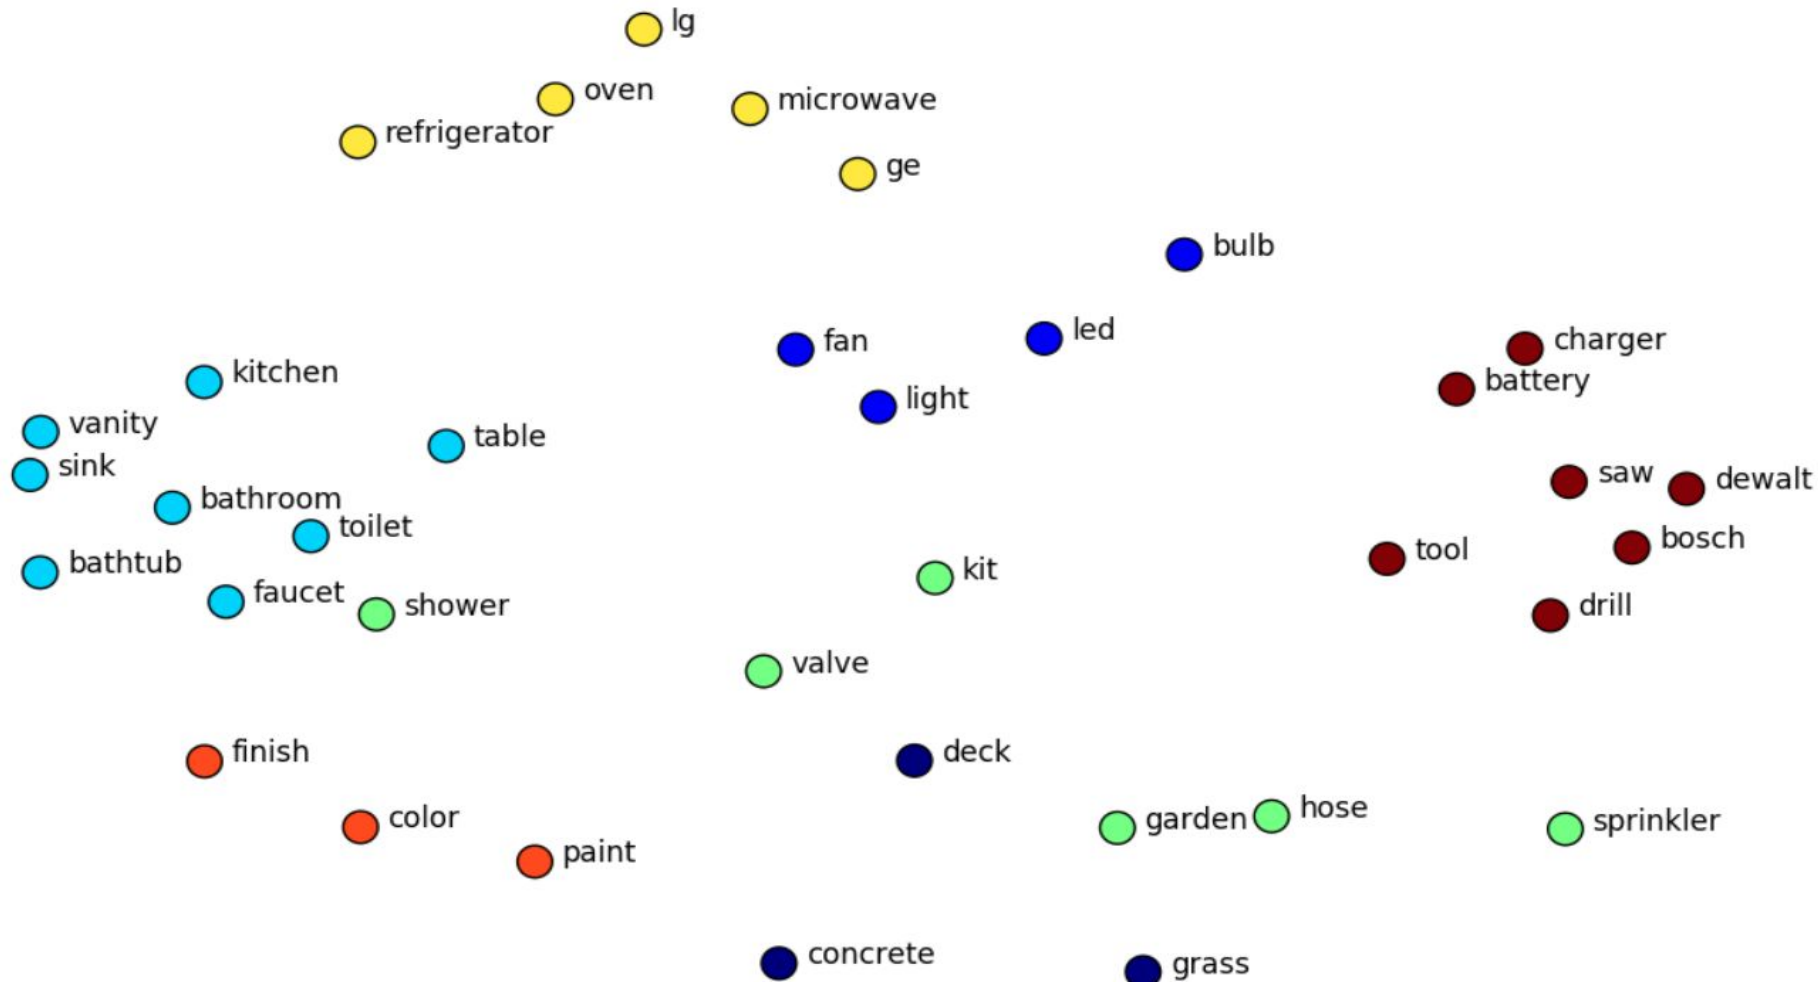 lg
oven
microwave
refrigerator
ge
bulb
led
charger
fan
kitchen
battery
light
vanity
table
sink
saw
dewalt
bathroom
toilet
bosch
tool
bathtub
kit
faucet
shower
drill
valve
finish
deck
hose
color
garden
sprinkler
paint
concrete
grass